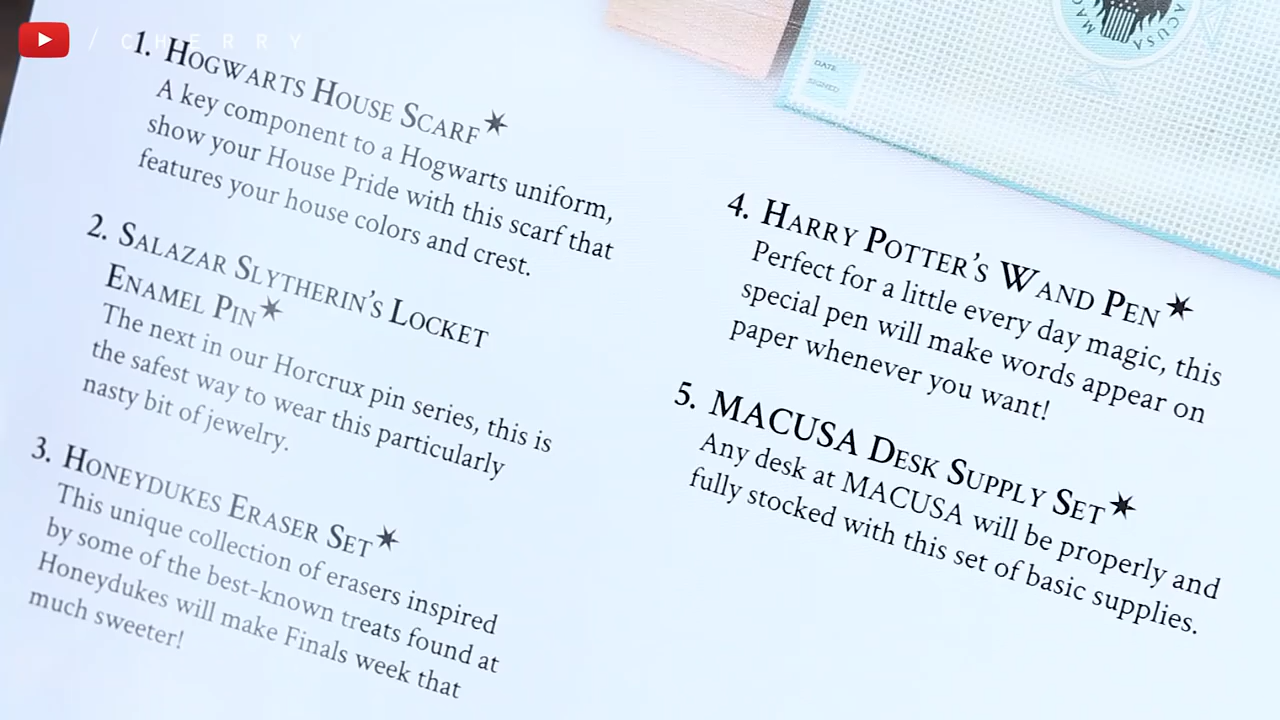 / CHERRY
1. HOGWARTS HOUSE SCARF✶
A key component to a Hogwarts uniform,
show your House Pride with this scarf that
features your house colors and crest.
2. SALAZAR SLYTHERIN'S LOCKET
ENAMEL PIN✶
The next in our Horcrux pin series, this is
the safest way to wear this particularly
nasty bit of jewelry.
3. HONEYDUKES ERASER SET✶
This unique collection of erasers inspired
by some of the best-known treats found at
Honeydukes will make Finals week that
much sweeter!
MACUSA
DATE
4. HARRY POTTER'S WAND PEN✶
Perfect for a little every day magic, this
special pen will make words appear on
paper whenever you want!
5. MACUSA DESK SUPPLY SET✶
Any desk at MACUSA will be properly and
fully stocked with this set of basic supplies.